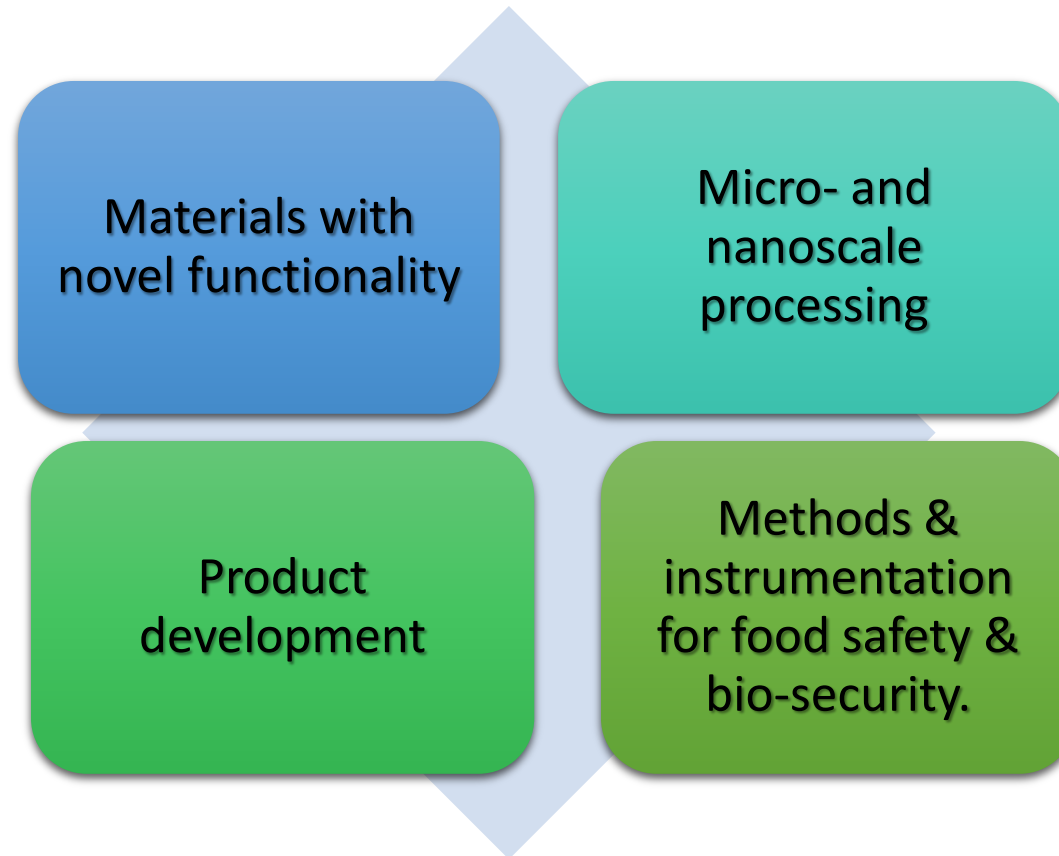 Materials with
novel functionality
Micro- and
nanoscale
processing
Product
development
Methods &
instrumentation
for food safety &
bio-security.